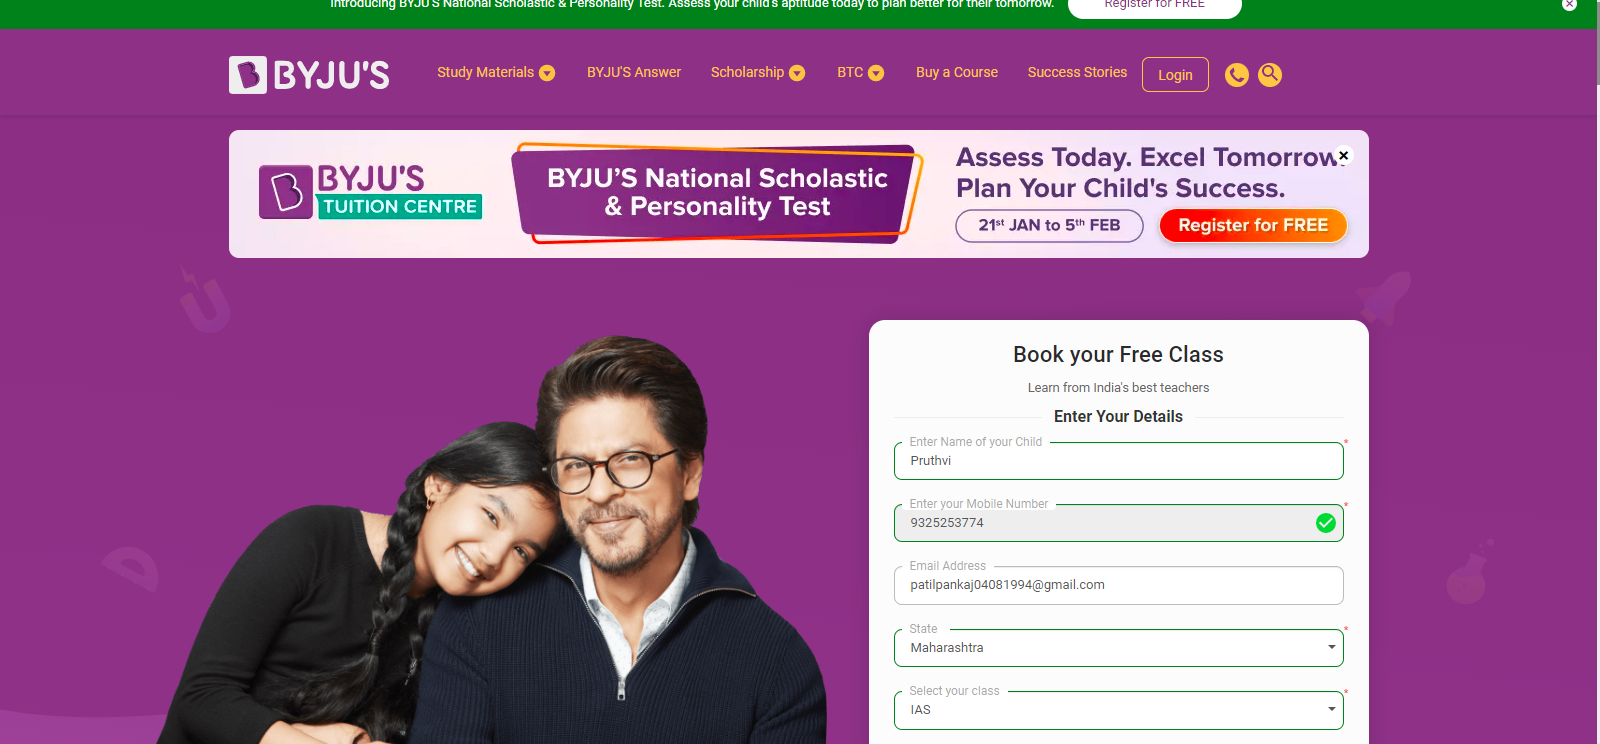 Introducing BYJU'S National Scholastic & Personality Test. Assess your child's aptitude today to plan better for their tomorrow.
Register for FREE
BYJU'S
Study Materials
BYJU'S Answer
Scholarship
BTC
Buy a Course
Success Stories
Login
BYJU'S
TUITION CENTRE
BYJU'S National Scholastic
& Personality Test
Assess Today. Excel Tomorrow.
Plan Your Child's Success.
21st JAN to 5th FEB
Register for FREE
Book your Free Class
Learn from India's best teachers
Enter Your Details
Enter Name of your Child
*
Pruthvi
Enter your Mobile Number
*
9325253774
Email Address
patilpankaj04081994@gmail.com
State
*
Maharashtra
Select your class
*
IAS